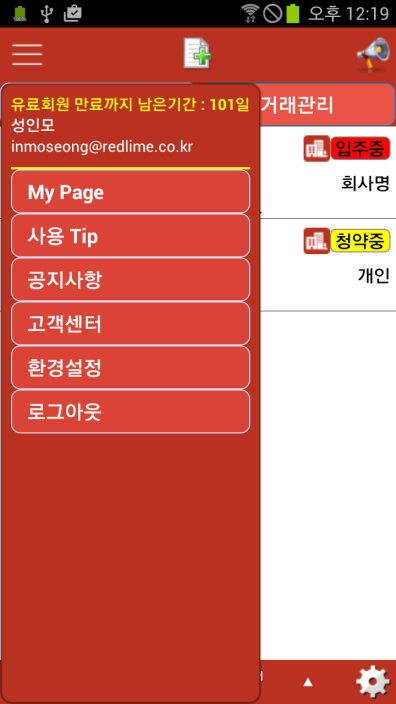 오후 12:19
유료회원 만료까지 남은기간 : 101일
성인모
inmoseong@redlime.co.kr
거래관리
입주중
회사명
청약중
개인
My Page
사용 Tip
공지사항
고객센터
환경설정
로그아웃
▲